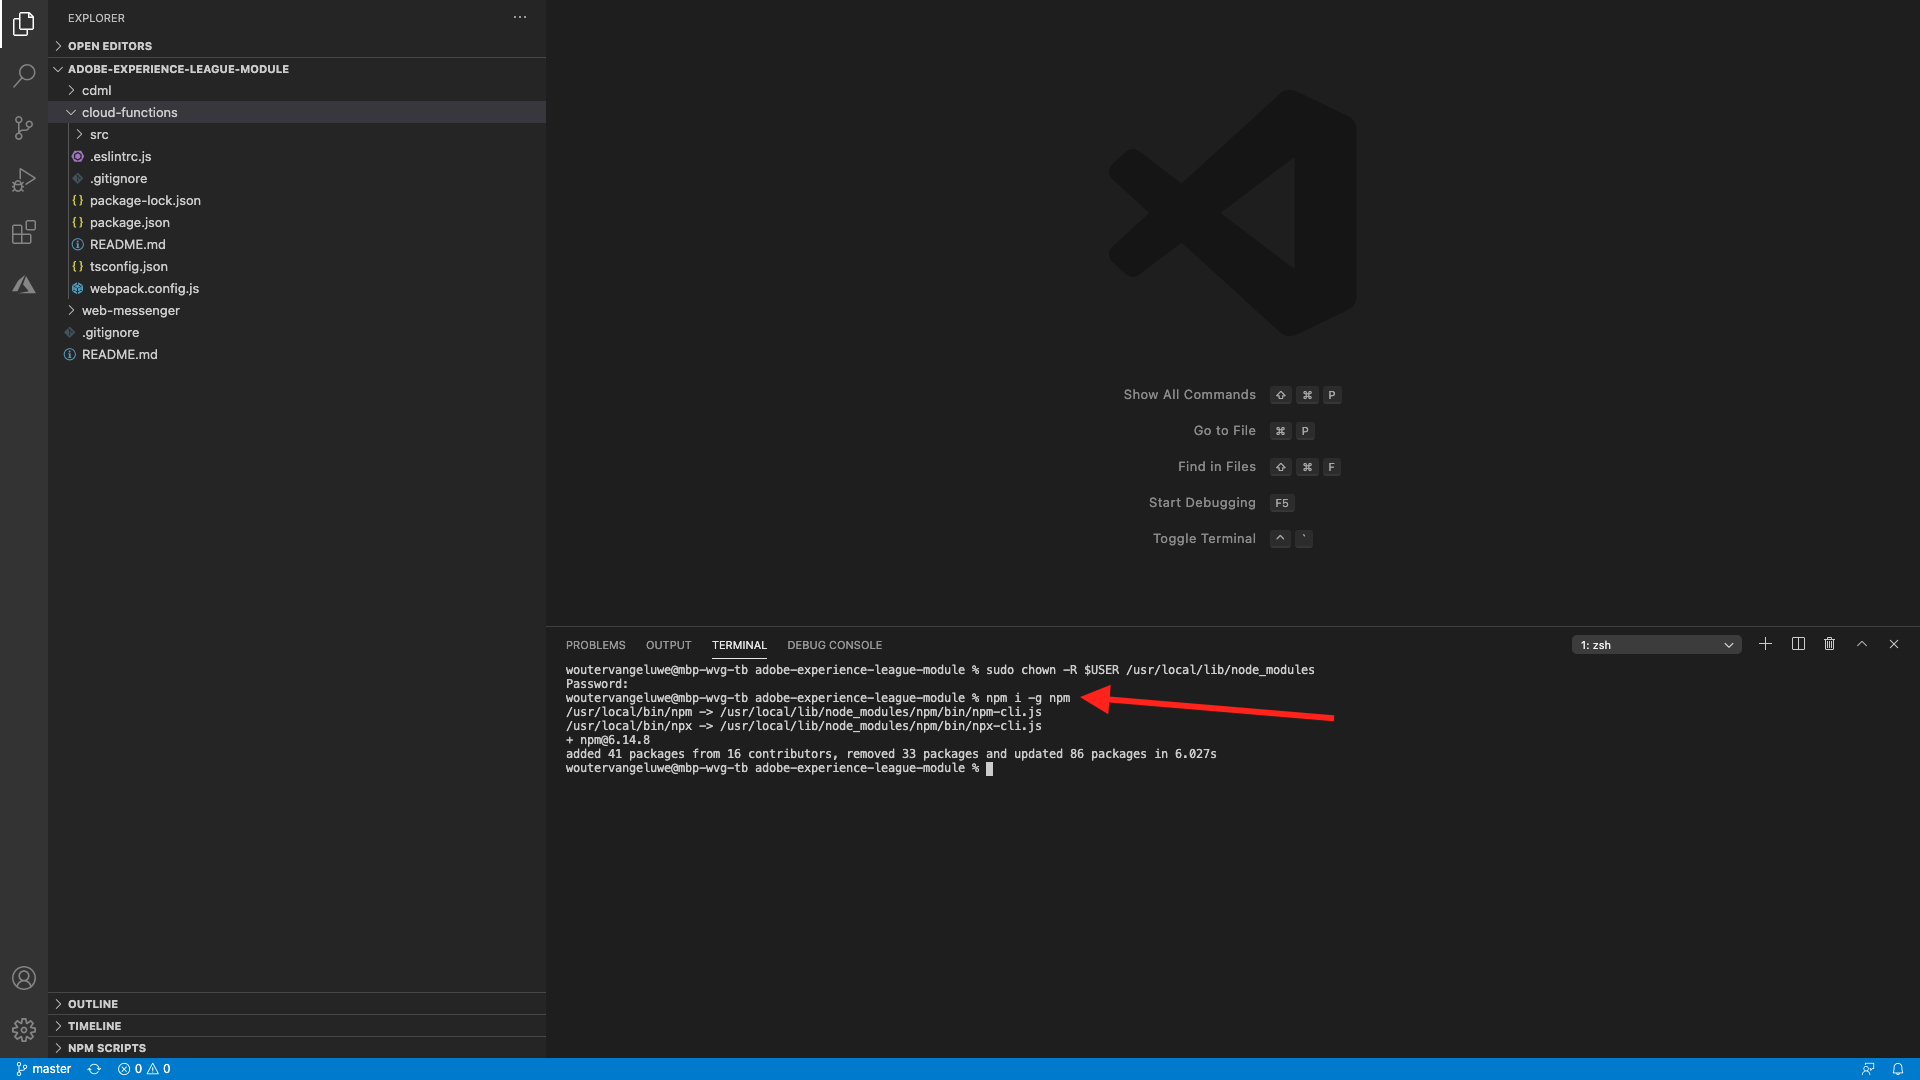 EXPLORER
OPEN EDITORS
ADOBE-EXPERIENCE-LEAGUE-MODULE
cdml
cloud-functions
src
.eslintrc.js
.gitignore
package-lock.json
package.json
README.md
tsconfig.json
webpack.config.js
web-messenger
.gitignore
README.md
OUTLINE
TIMELINE
NPM SCRIPTS
Show All Commands ⇧ ⌘ P
Go to File ⌘ P
Find in Files ⇧ ⌘ F
Start Debugging F5
Toggle Terminal ^ `
PROBLEMS OUTPUT TERMINAL DEBUG CONSOLE 1: zsh
woutervangeluwe@mbp-wvg-tb adobe-experience-league-module % sudo chown -R $USER /usr/local/lib/node_modules
Password:
woutervangeluwe@mbp-wvg-tb adobe-experience-league-module % npm i -g npm
/usr/local/bin/npm -> /usr/local/lib/node_modules/npm/bin/npm-cli.js
/usr/local/bin/npx -> /usr/local/lib/node_modules/npm/bin/npx-cli.js
+ npm@6.14.8
added 41 packages from 16 contributors, removed 33 packages and updated 86 packages in 6.027s
woutervangeluwe@mbp-wvg-tb adobe-experience-league-module %
master 0 0